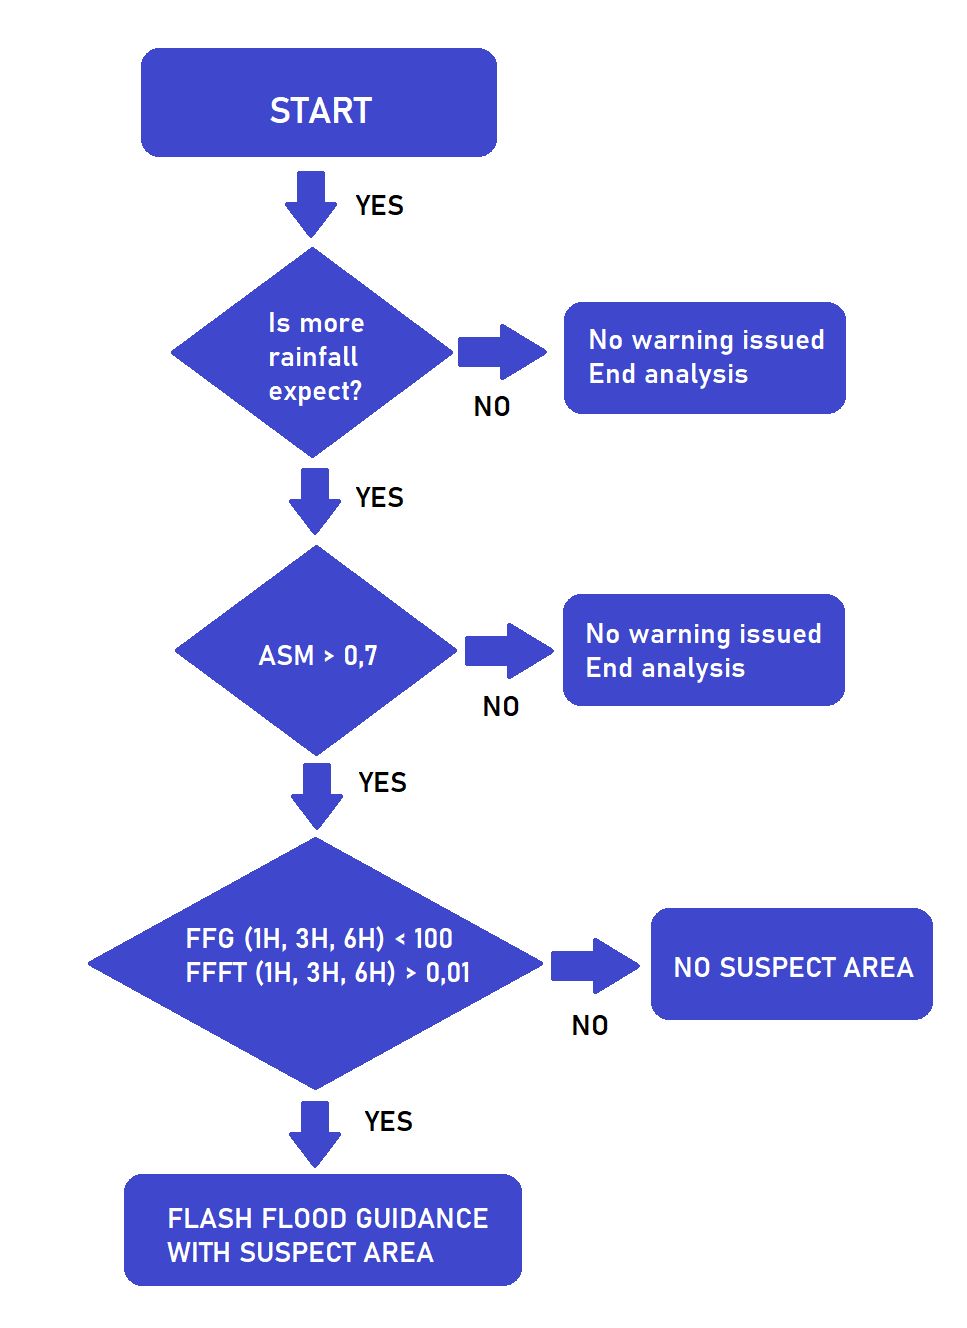 START
YES
Is more
rainfall
expect?
NO
No warning issued
End analysis
YES
ASM > 0,7
NO
No warning issued
End analysis
YES
FFG (1H, 3H, 6H) < 100
FFFT (1H, 3H, 6H) > 0,01
NO
NO SUSPECT AREA
YES
FLASH FLOOD GUIDANCE
WITH SUSPECT AREA